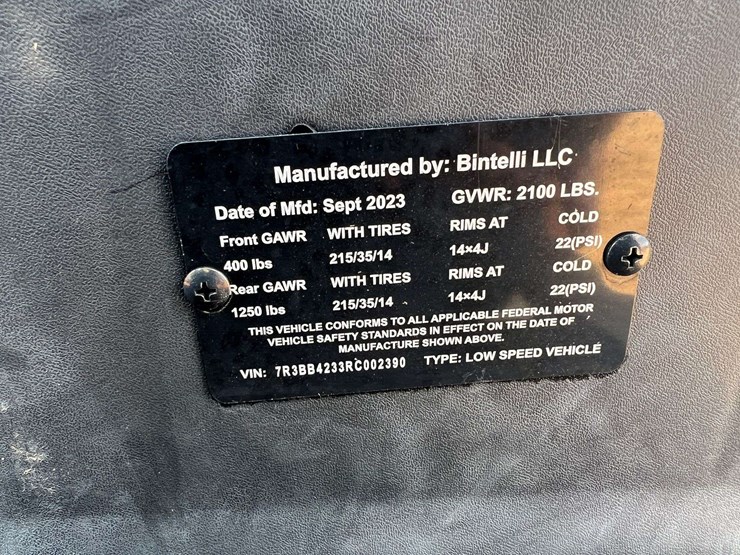 Manufactured by: Bintelli LLC
Date of Mfd: Sept 2023 GVWR: 2100 LBS.
Front GAWR WITH TIRES RIMS AT COLD
400 lbs 215/35/14 14×4J 22(PSI)
Rear GAWR WITH TIRES RIMS AT COLD
1250 lbs 215/35/14 14×4J 22(PSI)
THIS VEHICLE CONFORMS TO ALL APPLICABLE FEDERAL MOTOR
VEHICLE SAFETY STANDARDS IN EFFECT ON THE DATE OF
MANUFACTURE SHOWN ABOVE.
VIN: 7R3BB4233RC002390 TYPE: LOW SPEED VEHICLE